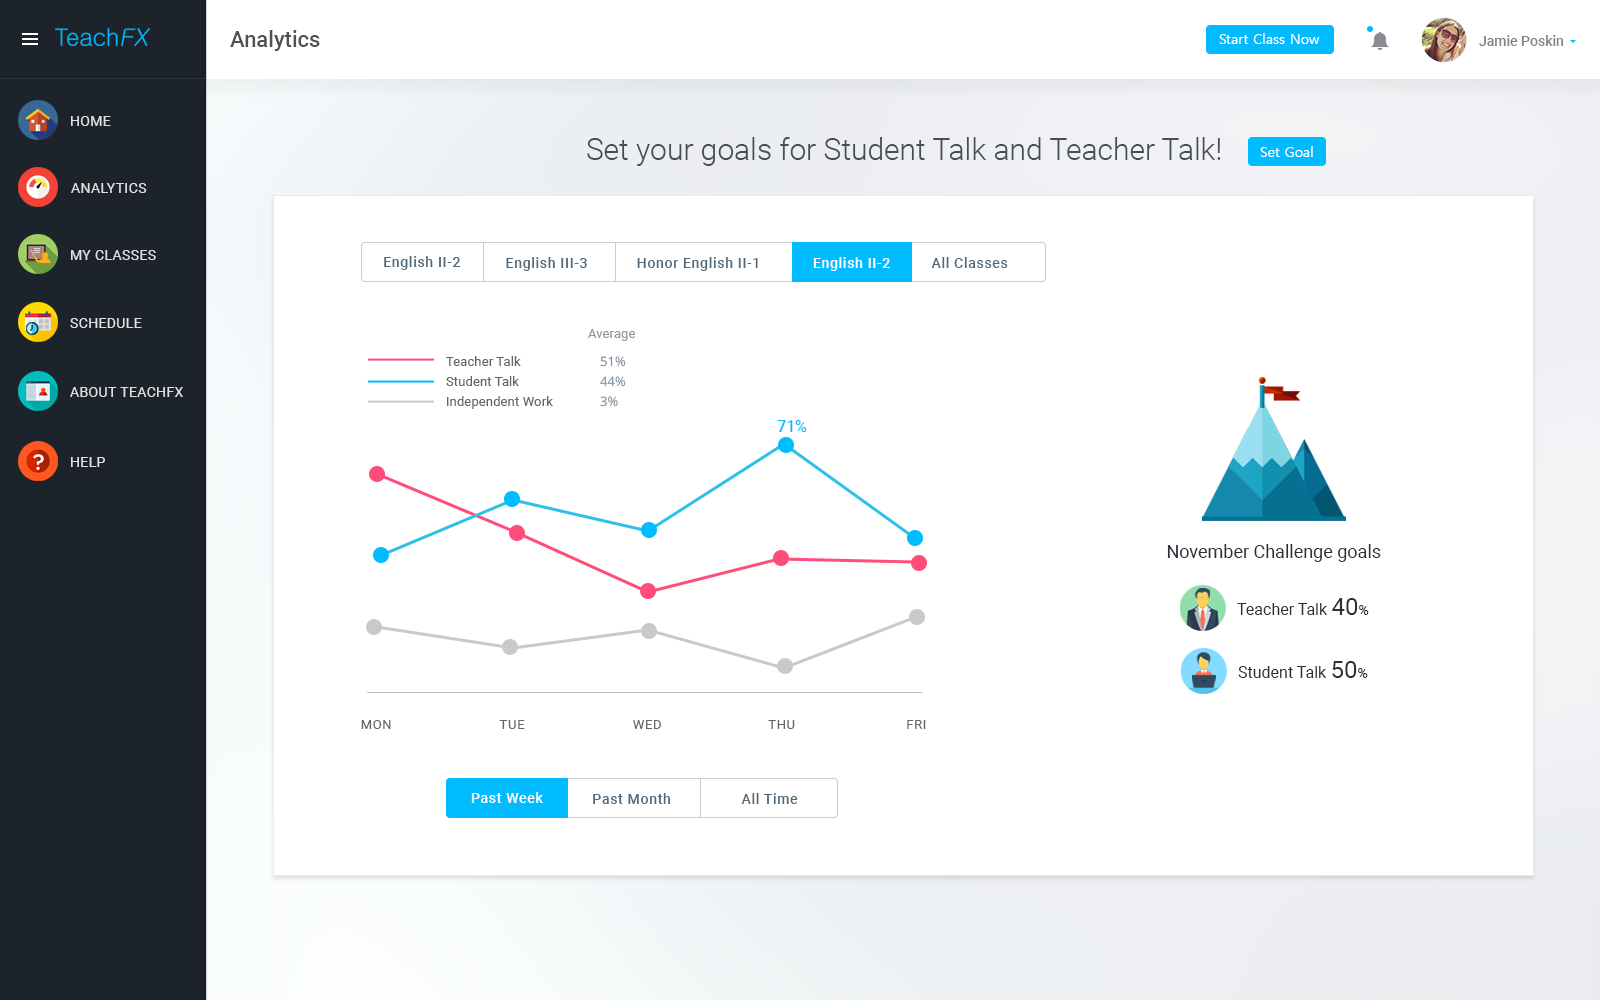 TeachFX
Analytics
Start Class Now
Jamie Poskin
HOME
ANALYTICS
MY CLASSES
SCHEDULE
ABOUT TEACHFX
? HELP
Set your goals for Student Talk and Teacher Talk!
Set Goal
English II-2
English III-3
Honor English II-1
English II-2
All Classes
Average
Teacher Talk 51%
Student Talk 44%
Independent Work 3%
71%
MON TUE WED THU FRI
Past Week
Past Month
All Time
November Challenge goals
Teacher Talk 40%
Student Talk 50%